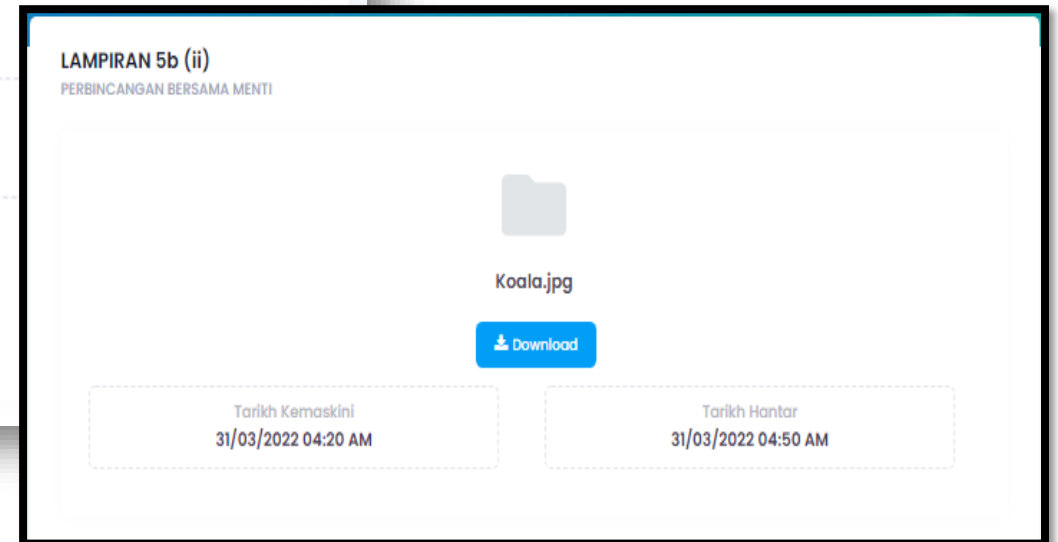 LAMPIRAN 5b (ii)
PERBINCANGAN BERSAMA MENTI
Koala.jpg
Download
Tarikh Kemaskini
31/03/2022 04:20 AM
Tarikh Hantar
31/03/2022 04:50 AM